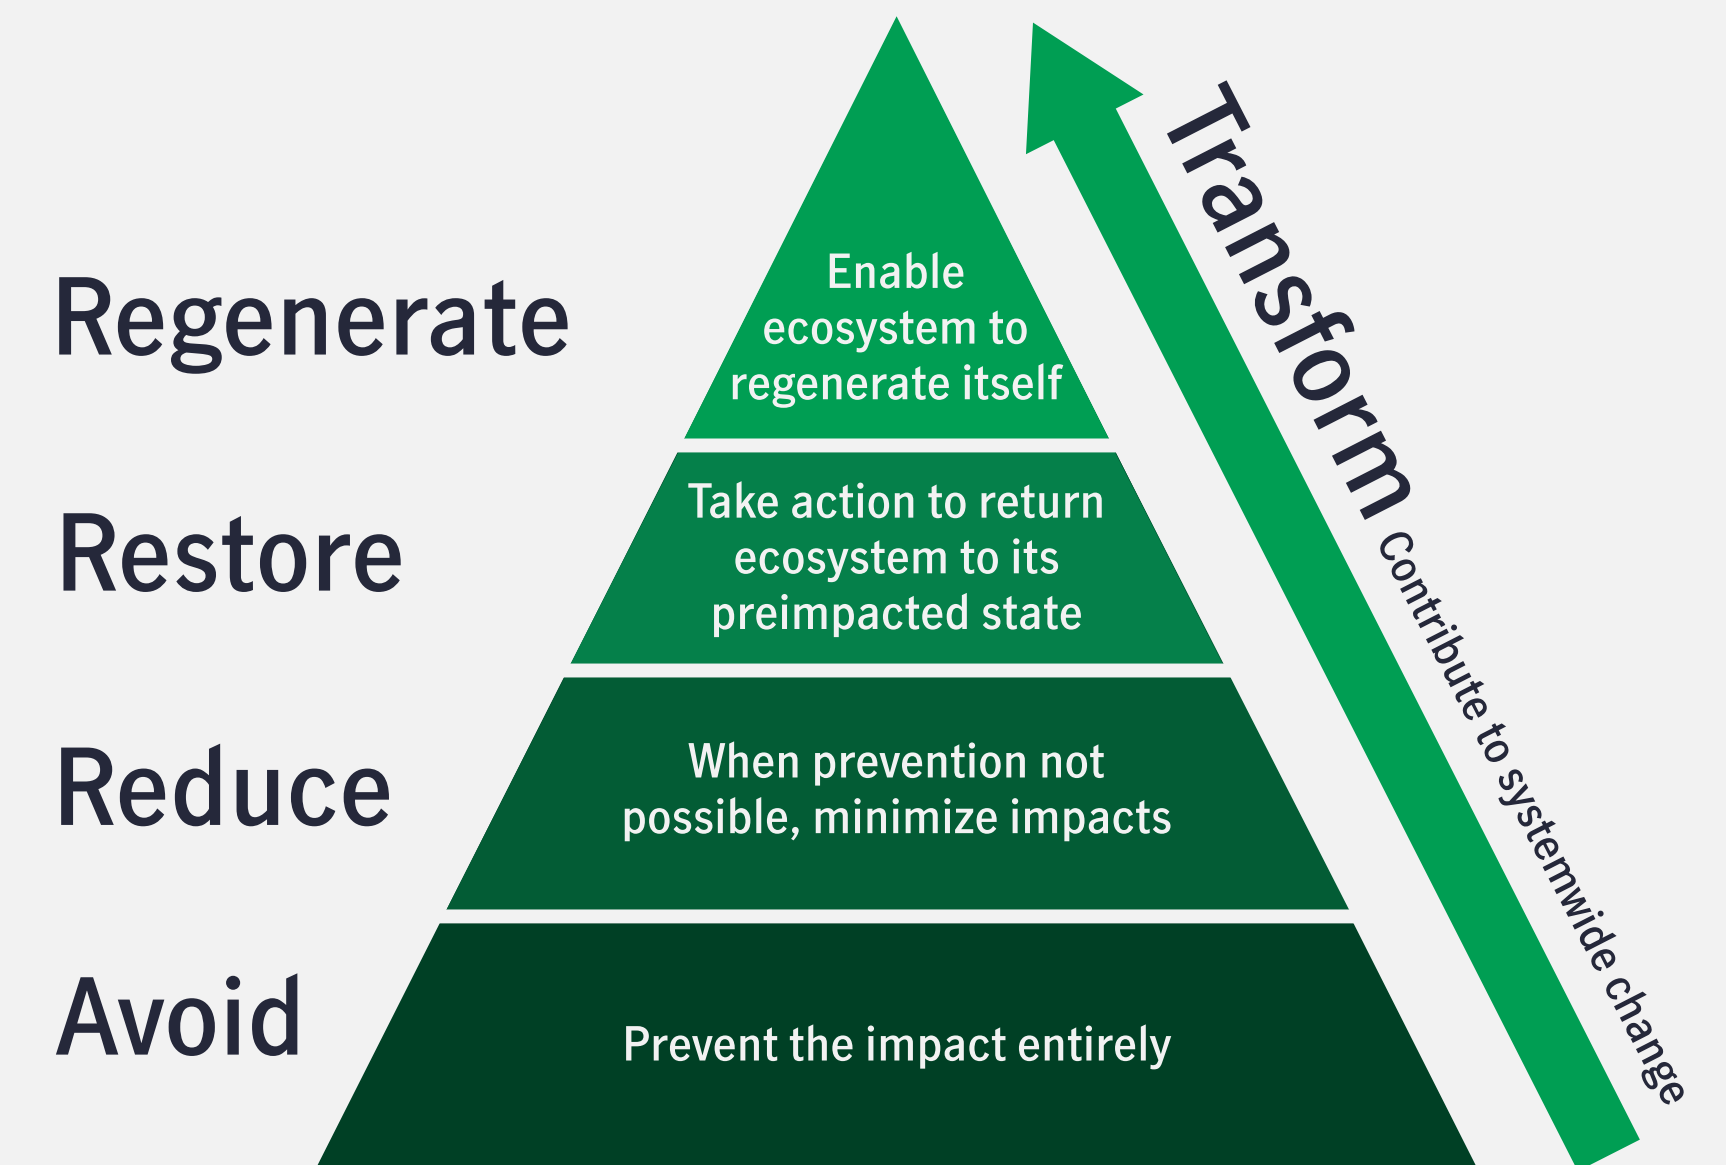 Regenerate
Enable
ecosystem to
regenerate itself
Restore
Take action to return
ecosystem to its
preimpacted state
Reduce
When prevention not
possible, minimize impacts
Avoid
Prevent the impact entirely
Transform Contribute to systemwide change